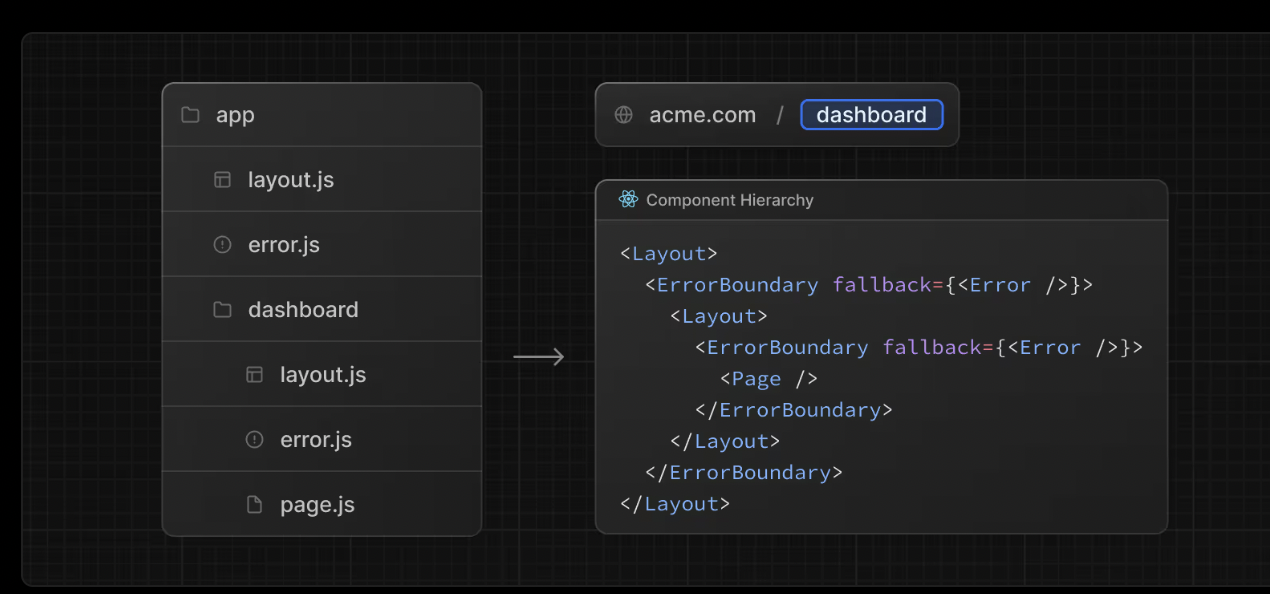 app
layout.js
error.js
dashboard
layout.js
error.js
page.js
acme.com / dashboard
Component Hierarchy
<Layout>
  <ErrorBoundary fallback={<Error />}>
    <Layout>
      <ErrorBoundary fallback={<Error />}>
        <Page />
      </ErrorBoundary>
    </Layout>
  </ErrorBoundary>
</Layout>